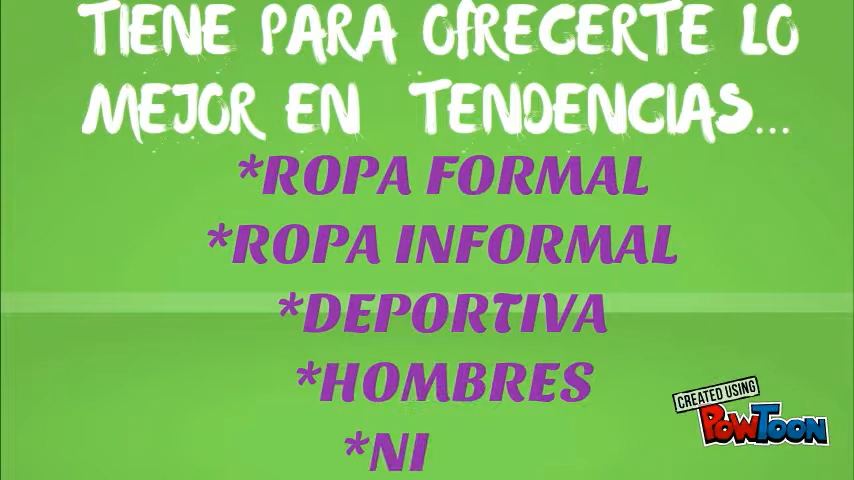 TIENE PARA OFRECERTE LO
MEJOR EN TENDENCIAS...
*ROPA FORMAL
*ROPA INFORMAL
*DEPORTIVA
*HOMBRES
*NI
CREATED USING
POWTOON